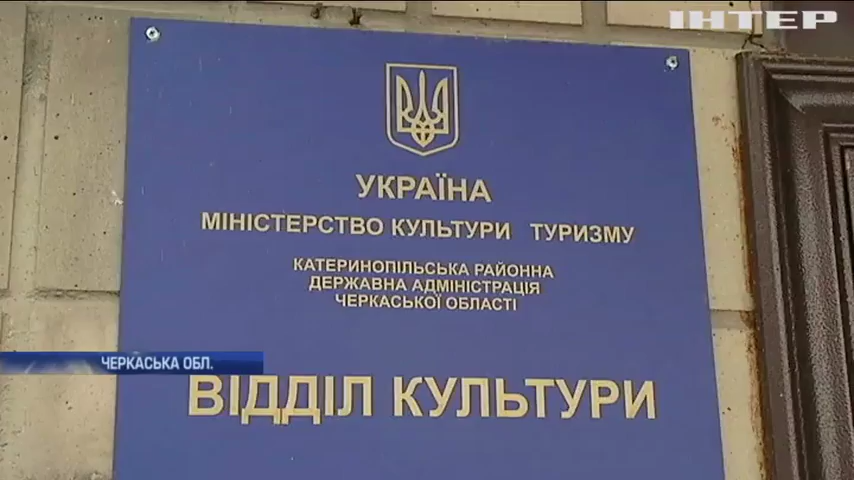 ІНТЕР
УКРАЇНА
МІНІСТЕРСТВО КУЛЬТУРИ ТУРИЗМУ
КАТЕРИНОПІЛЬСЬКА РАЙОННА
ДЕРЖАВНА АДМІНІСТРАЦІЯ
ЧЕРКАСЬКОЇ ОБЛАСТІ
ЧЕРКАСЬКА ОБЛ.
ВІДДІЛ КУЛЬТУРИ